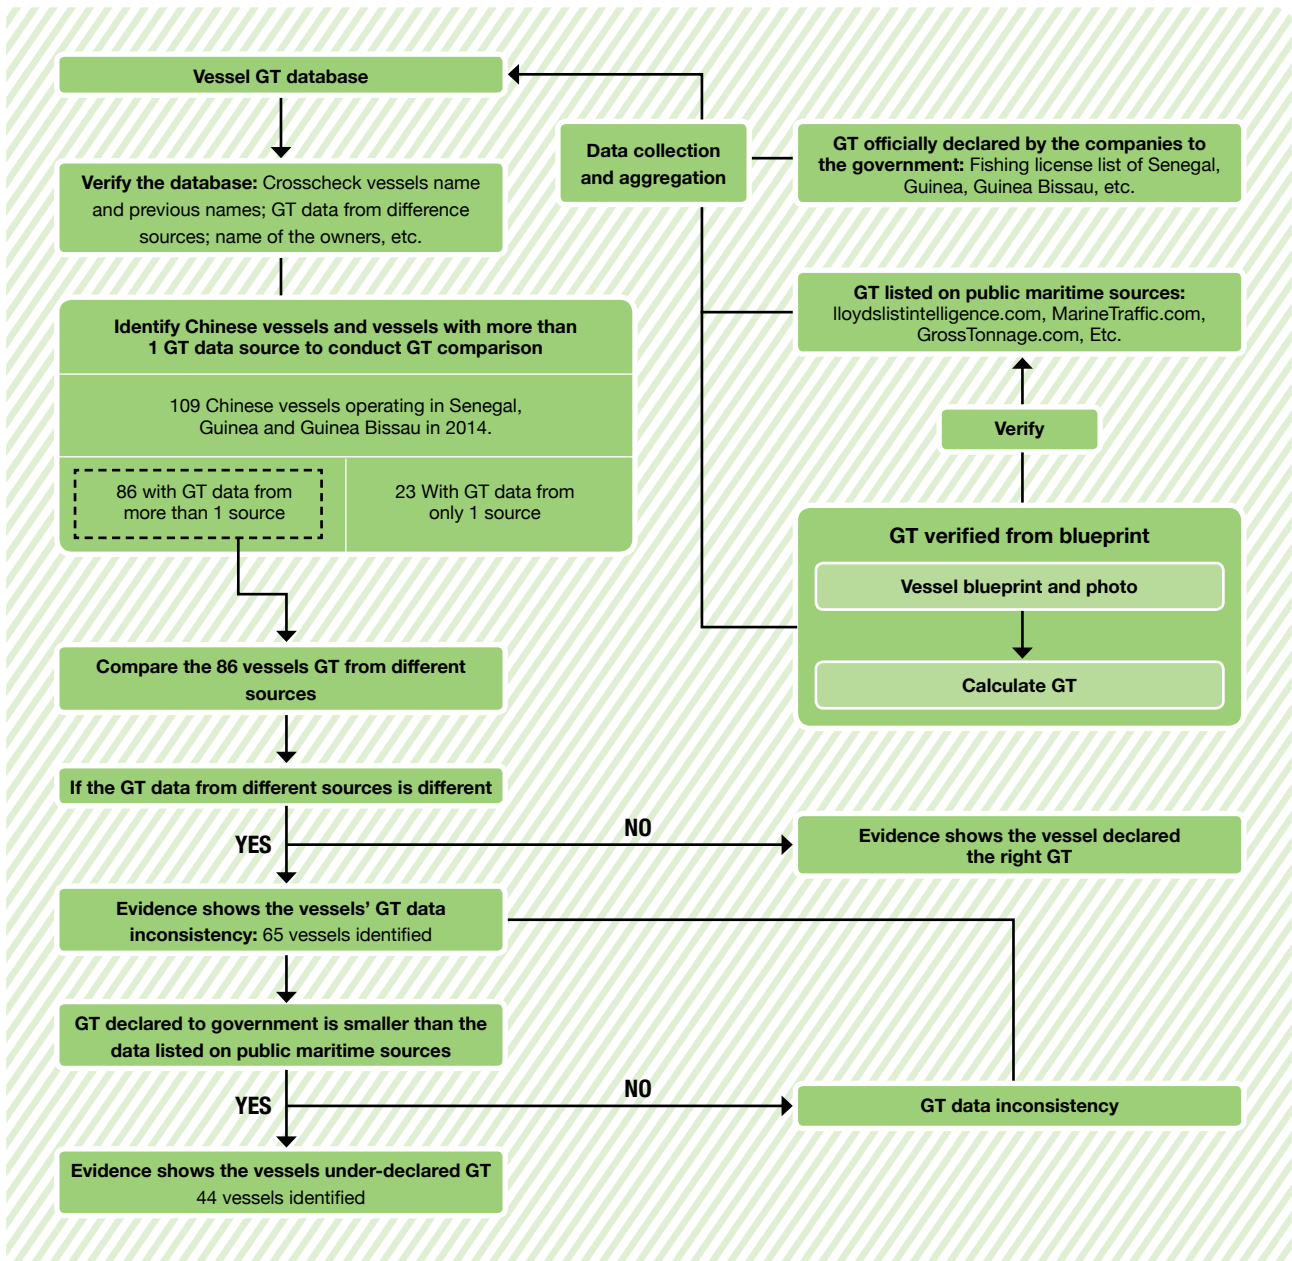 Vessel GT database
Verify the database: Crosscheck vessels name
and previous names; GT data from difference
sources; name of the owners, etc.
Identify Chinese vessels and vessels with more than
1 GT data source to conduct GT comparison
109 Chinese vessels operating in Senegal,
Guinea and Guinea Bissau in 2014.
86 with GT data from
more than 1 source
23 With GT data from
only 1 source
Data collection
and aggregation
GT officially declared by the companies to
the government: Fishing license list of Senegal,
Guinea, Guinea Bissau, etc.
GT listed on public maritime sources:
lloydslistintelligence.com, MarineTraffic.com,
GrossTonnage.com, Etc.
Verify
GT verified from blueprint
Vessel blueprint and photo
Calculate GT
Compare the 86 vessels GT from different
sources
If the GT data from different sources is different
YES
NO
Evidence shows the vessel declared
the right GT
Evidence shows the vessels’ GT data
inconsistency: 65 vessels identified
GT declared to government is smaller than the
data listed on public maritime sources
YES
NO
GT data inconsistency
Evidence shows the vessels under-declared GT
44 vessels identified